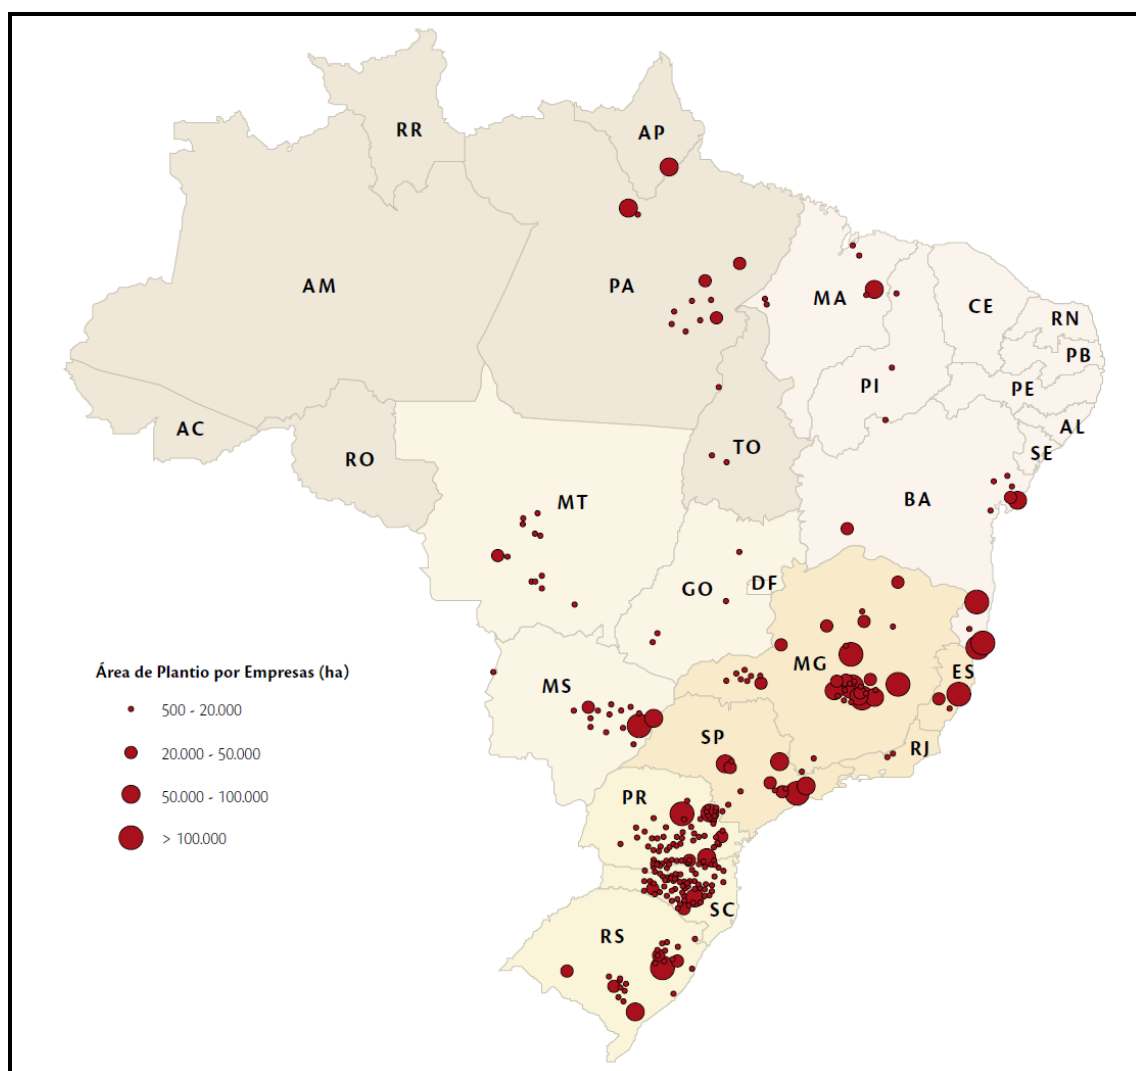 RR
AP
AM
PA
MA
CE
RN
PB
PI
PE
AC
AL
TO
SE
RO
MT
BA
DF
GO
Área de Plantio por Empresas (ha)
MG
ES
MS
500 - 20.000
SP
RJ
20.000 - 50.000
PR
50.000 - 100.000
> 100.000
SC
RS